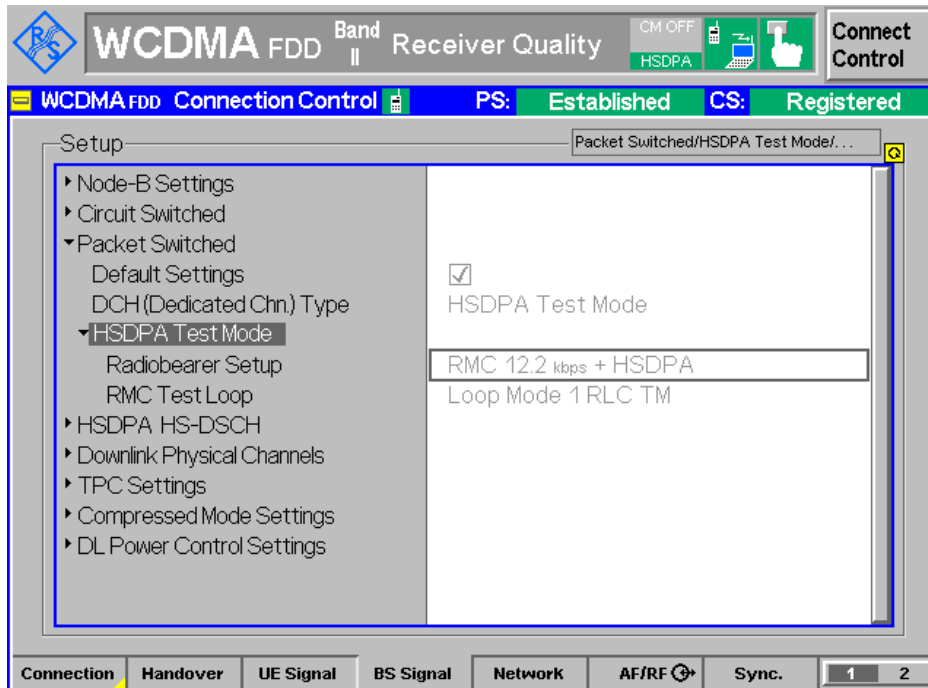 R&S WCDMA FDD Band II Receiver Quality CM OFF HSDPA Connect Control
WCDMA FDD Connection Control PS: Established CS: Registered
Setup Packet Switched/HSDPA Test Mode/...
Node-B Settings
Circuit Switched
Packet Switched
Default Settings
DCH (Dedicated Chn.) Type HSDPA Test Mode
HSDPA Test Mode
Radiobearer Setup RMC 12.2 kbps + HSDPA
RMC Test Loop Loop Mode 1 RLC TM
HSDPA HS-DSCH
Downlink Physical Channels
TPC Settings
Compressed Mode Settings
DL Power Control Settings
Connection Handover UE Signal BS Signal Network AF/RF Sync. 1 2